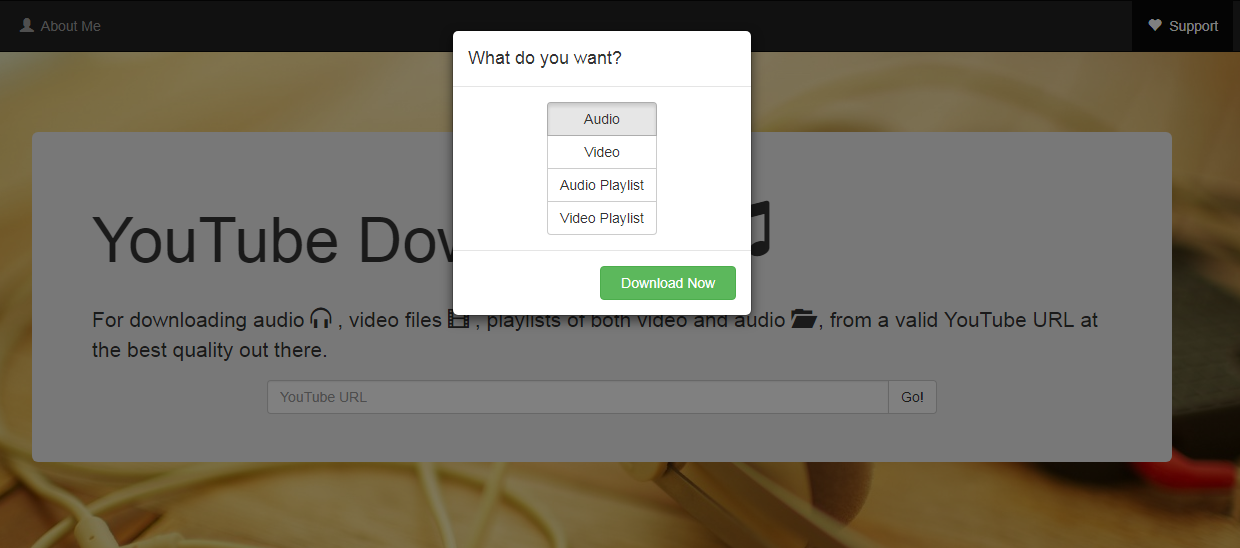 About Me
Support
What do you want?
Audio
Video
Audio Playlist
Video Playlist
Download Now
YouTube
For downloading audio , video files , playlists of both video and audio , from a valid YouTube URL at
the best quality out there.
YouTube URL
Go!